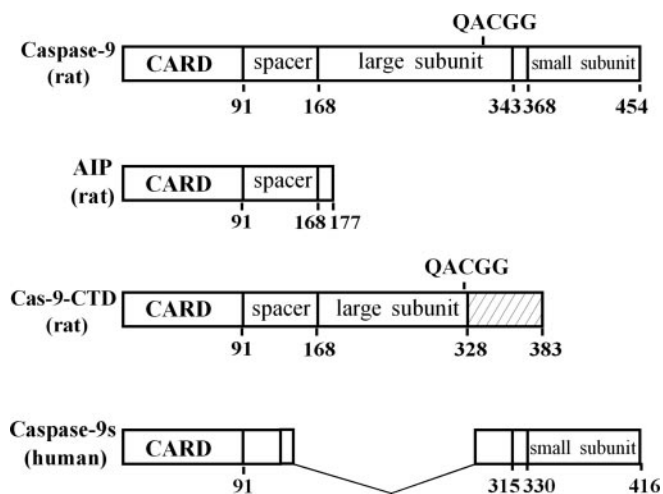 QACGG
Caspase-9
(rat)
CARD spacer large subunit small subunit
91 168 343 368 454
AIP
(rat)
CARD spacer
91 168 177
QACGG
Cas-9-CTD
(rat)
CARD spacer large subunit
91 168 328 383
Caspase-9s
(human)
CARD small subunit
91 315 330 416